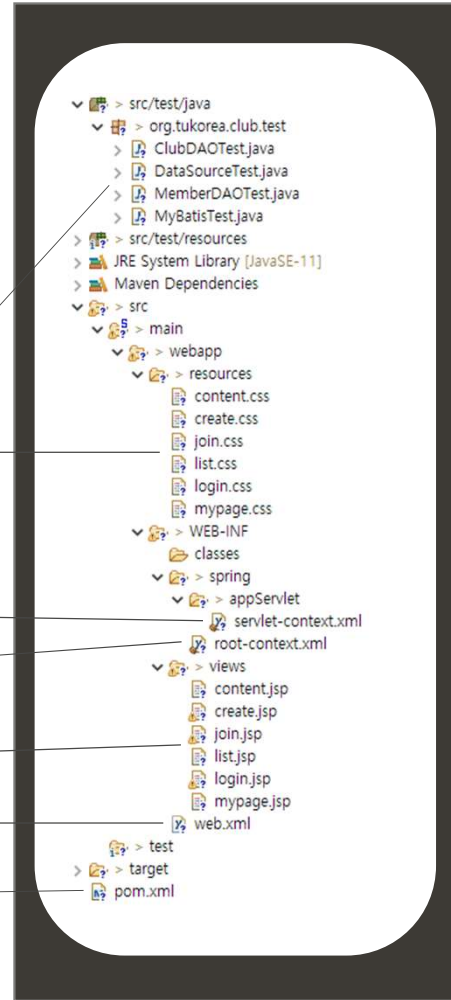 > src/test/java
> org.tukorea.club.test
ClubDAOTest.java
DataSourceTest.java
MemberDAOTest.java
MyBatisTest.java
> src/test/resources
JRE System Library [JavaSE-11]
Maven Dependencies
> src
> main
> webapp
> resources
content.css
create.css
join.css
list.css
login.css
mypage.css
> WEB-INF
classes
> spring
> appServlet
servlet-context.xml
root-context.xml
> views
content.jsp
create.jsp
join.jsp
list.jsp
login.jsp
mypage.jsp
web.xml
> test
> target
pom.xml